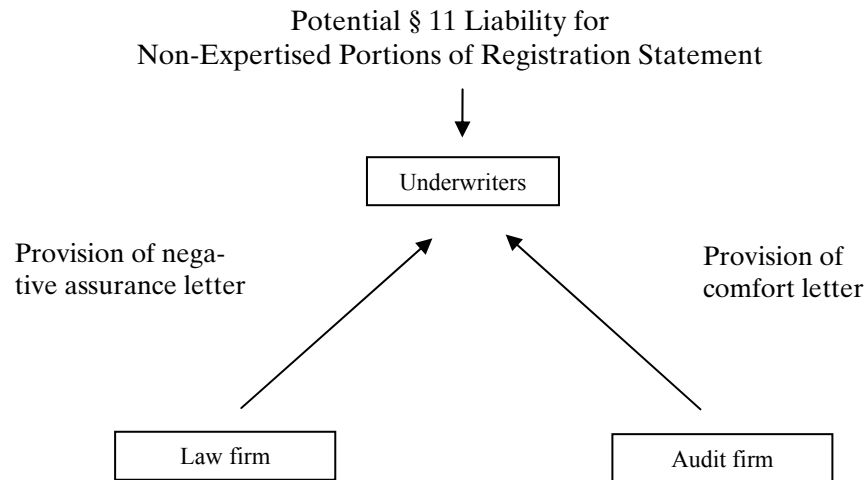 Potential § 11 Liability for
Non-Expertised Portions of Registration Statement
Underwriters
Provision of nega-
tive assurance letter
Provision of
comfort letter
Law firm
Audit firm